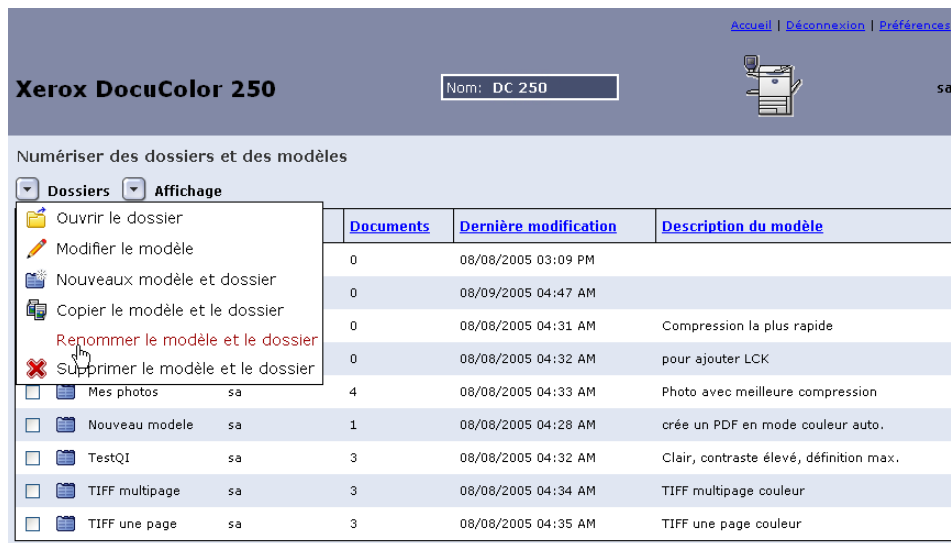 Accueil | Déconnexion | Préférences
Xerox DocuColor 250
Nom: DC 250
sa
Numériser des dossiers et des modèles
Dossiers Affichage
Ouvrir le dossier
Modifier le modèle
Nouveaux modèle et dossier
Copier le modèle et le dossier
Renommer le modèle et le dossier
Supprimer le modèle et le dossier
Documents Dernière modification Description du modèle
0 08/08/2005 03:09 PM
0 08/09/2005 04:47 AM
0 08/08/2005 04:31 AM Compression la plus rapide
0 08/08/2005 04:32 AM pour ajouter LCK
Mes photos sa 4 08/08/2005 04:33 AM Photo avec meilleure compression
Nouveau modele sa 1 08/08/2005 04:28 AM crée un PDF en mode couleur auto.
TestQI sa 3 08/08/2005 04:32 AM Clair, contraste élevé, définition max.
TIFF multipage sa 3 08/08/2005 04:34 AM TIFF multipage couleur
TIFF une page sa 3 08/08/2005 04:35 AM TIFF une page couleur